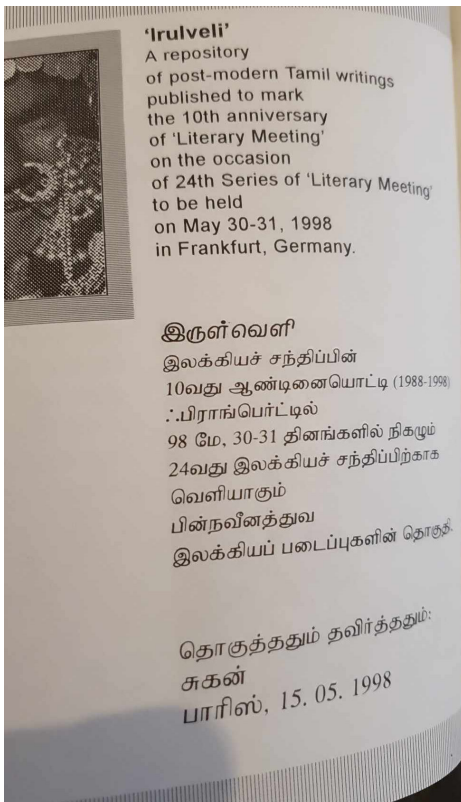 ‘Irulveli’
A repository
of post-modern Tamil writings
published to mark
the 10th anniversary
of ‘Literary Meeting’
on the occasion
of 24th Series of ‘Literary Meeting’
to be held
on May 30-31, 1998
in Frankfurt, Germany.
இருள்வெளி
இலக்கியச் சந்திப்பின்
10வது ஆண்டினையொட்டி (1988-1998)
ஃபிராங்பெர்ட்டில்
98 மே, 30-31 தினங்களில் நிகழும்
24வது இலக்கியச் சந்திப்பிற்காக
வெளியாகும்
பின்நவீனத்துவ
இலக்கியப் படைப்புகளின் தொகுதி.
தொகுத்ததும் தவிர்த்ததும்:
சுகன்
பாரிஸ், 15. 05. 1998